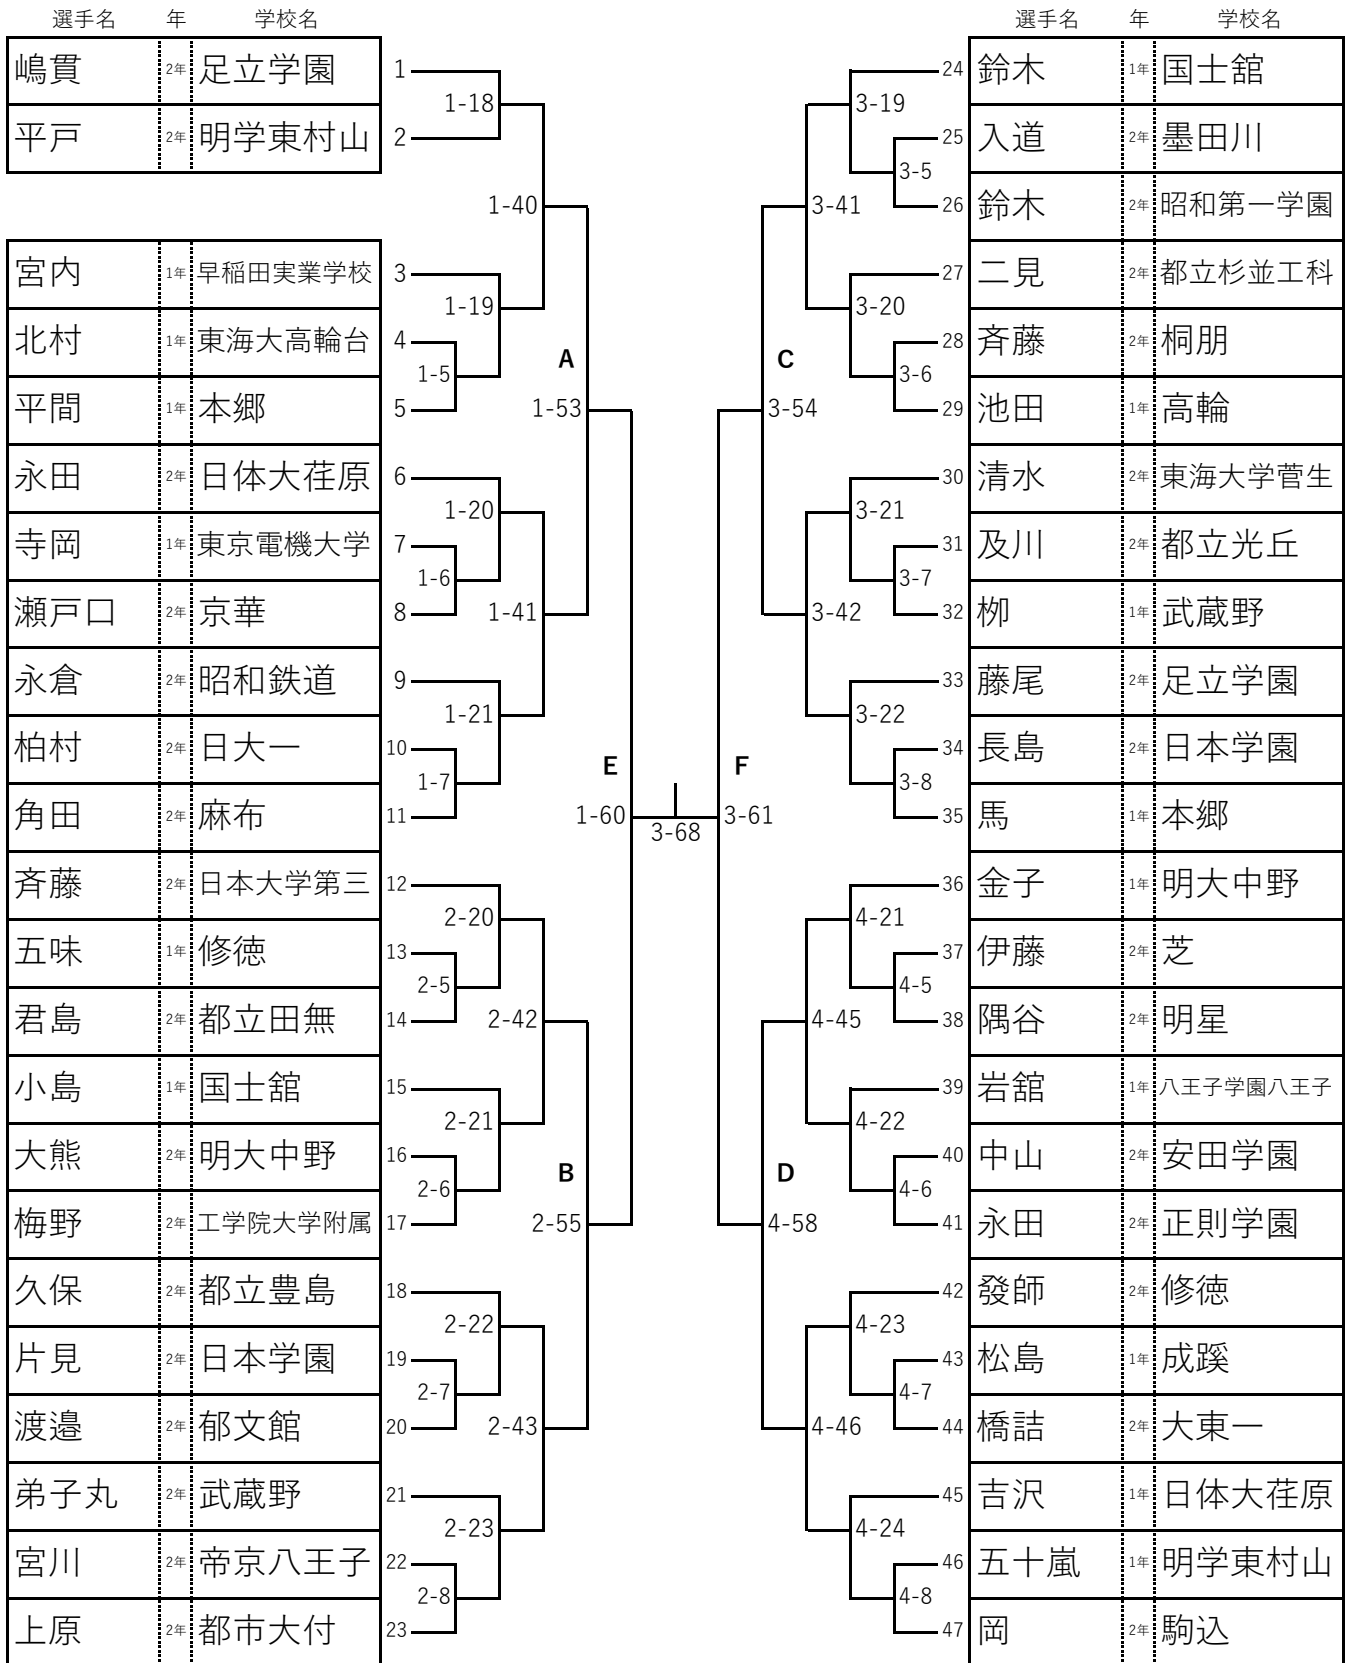 選手名 年 学校名
嶋貫 2年 足立学園 1
平戸 2年 明学東村山 2
宮内 1年 早稲田実業学校 3
北村 1年 東海大高輪台 4
平間 1年 本郷 5
永田 2年 日体大荏原 6
寺岡 1年 東京電機大学 7
瀬戸口 2年 京華 8
永倉 2年 昭和鉄道 9
柏村 2年 日大一 10
角田 2年 麻布 11
斉藤 2年 日本大学第三 12
五味 1年 修徳 13
君島 2年 都立田無 14
小島 1年 国士舘 15
大熊 2年 明大中野 16
梅野 2年 工学院大学附属 17
久保 2年 都立豊島 18
片見 2年 日本学園 19
渡邉 2年 郁文館 20
弟子丸 2年 武蔵野 21
宮川 2年 帝京八王子 22
上原 2年 都市大付 23
1-18
1-40
1-19
1-5
A
1-53
1-20
1-6
1-41
1-21
1-7
E
1-60
2-20
2-5
2-42
2-21
2-6
B
2-55
2-22
2-7
2-43
2-23
2-8
3-68
選手名 年 学校名
24 鈴木 1年 国士舘
25 入道 2年 墨田川
26 鈴木 2年 昭和第一学園
27 二見 2年 都立杉並工科
28 斉藤 2年 桐朋
29 池田 1年 高輪
30 清水 2年 東海大学菅生
31 及川 2年 都立光丘
32 栁 1年 武蔵野
33 藤尾 2年 足立学園
34 長島 2年 日本学園
35 馬 1年 本郷
36 金子 1年 明大中野
37 伊藤 2年 芝
38 隅谷 2年 明星
39 岩舘 1年 八王子学園八王子
40 中山 2年 安田学園
41 永田 2年 正則学園
42 發師 2年 修徳
43 松島 1年 成蹊
44 橋詰 2年 大東一
45 吉沢 1年 日体大荏原
46 五十嵐 1年 明学東村山
47 岡 2年 駒込
3-19
3-5
3-41
3-20
C
3-6
3-54
3-21
3-7
3-42
3-22
F
3-8
3-61
4-21
4-5
4-45
4-22
D
4-6
4-58
4-23
4-7
4-46
4-24
4-8